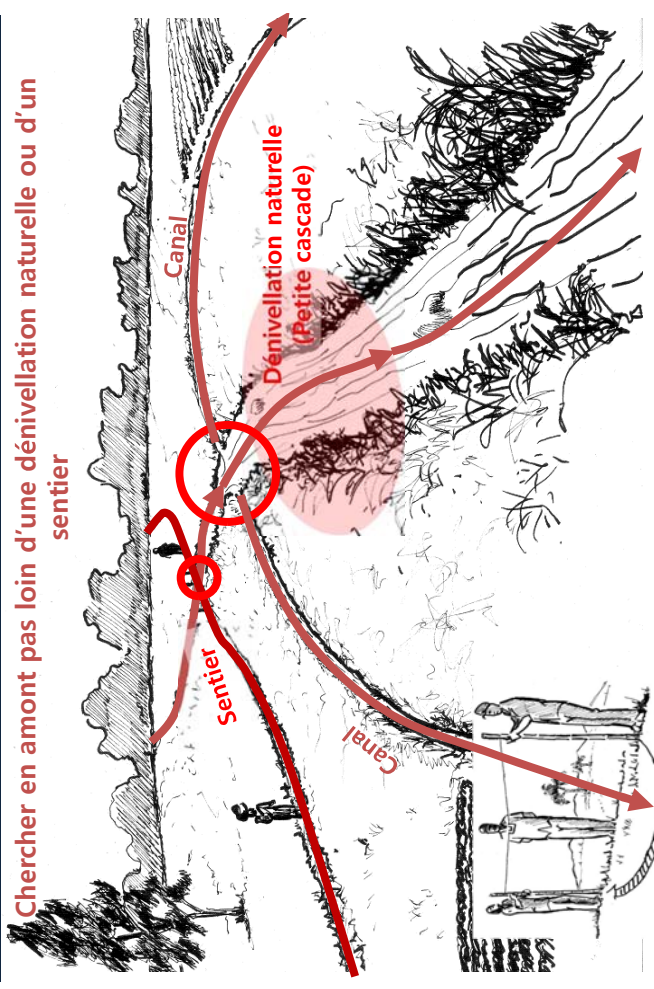 Chercher en amont pas loin d'une dénivellation naturelle ou d'un
sentier
Canal
Dénivellation naturelle
(Petite cascade)
Sentier
Canal